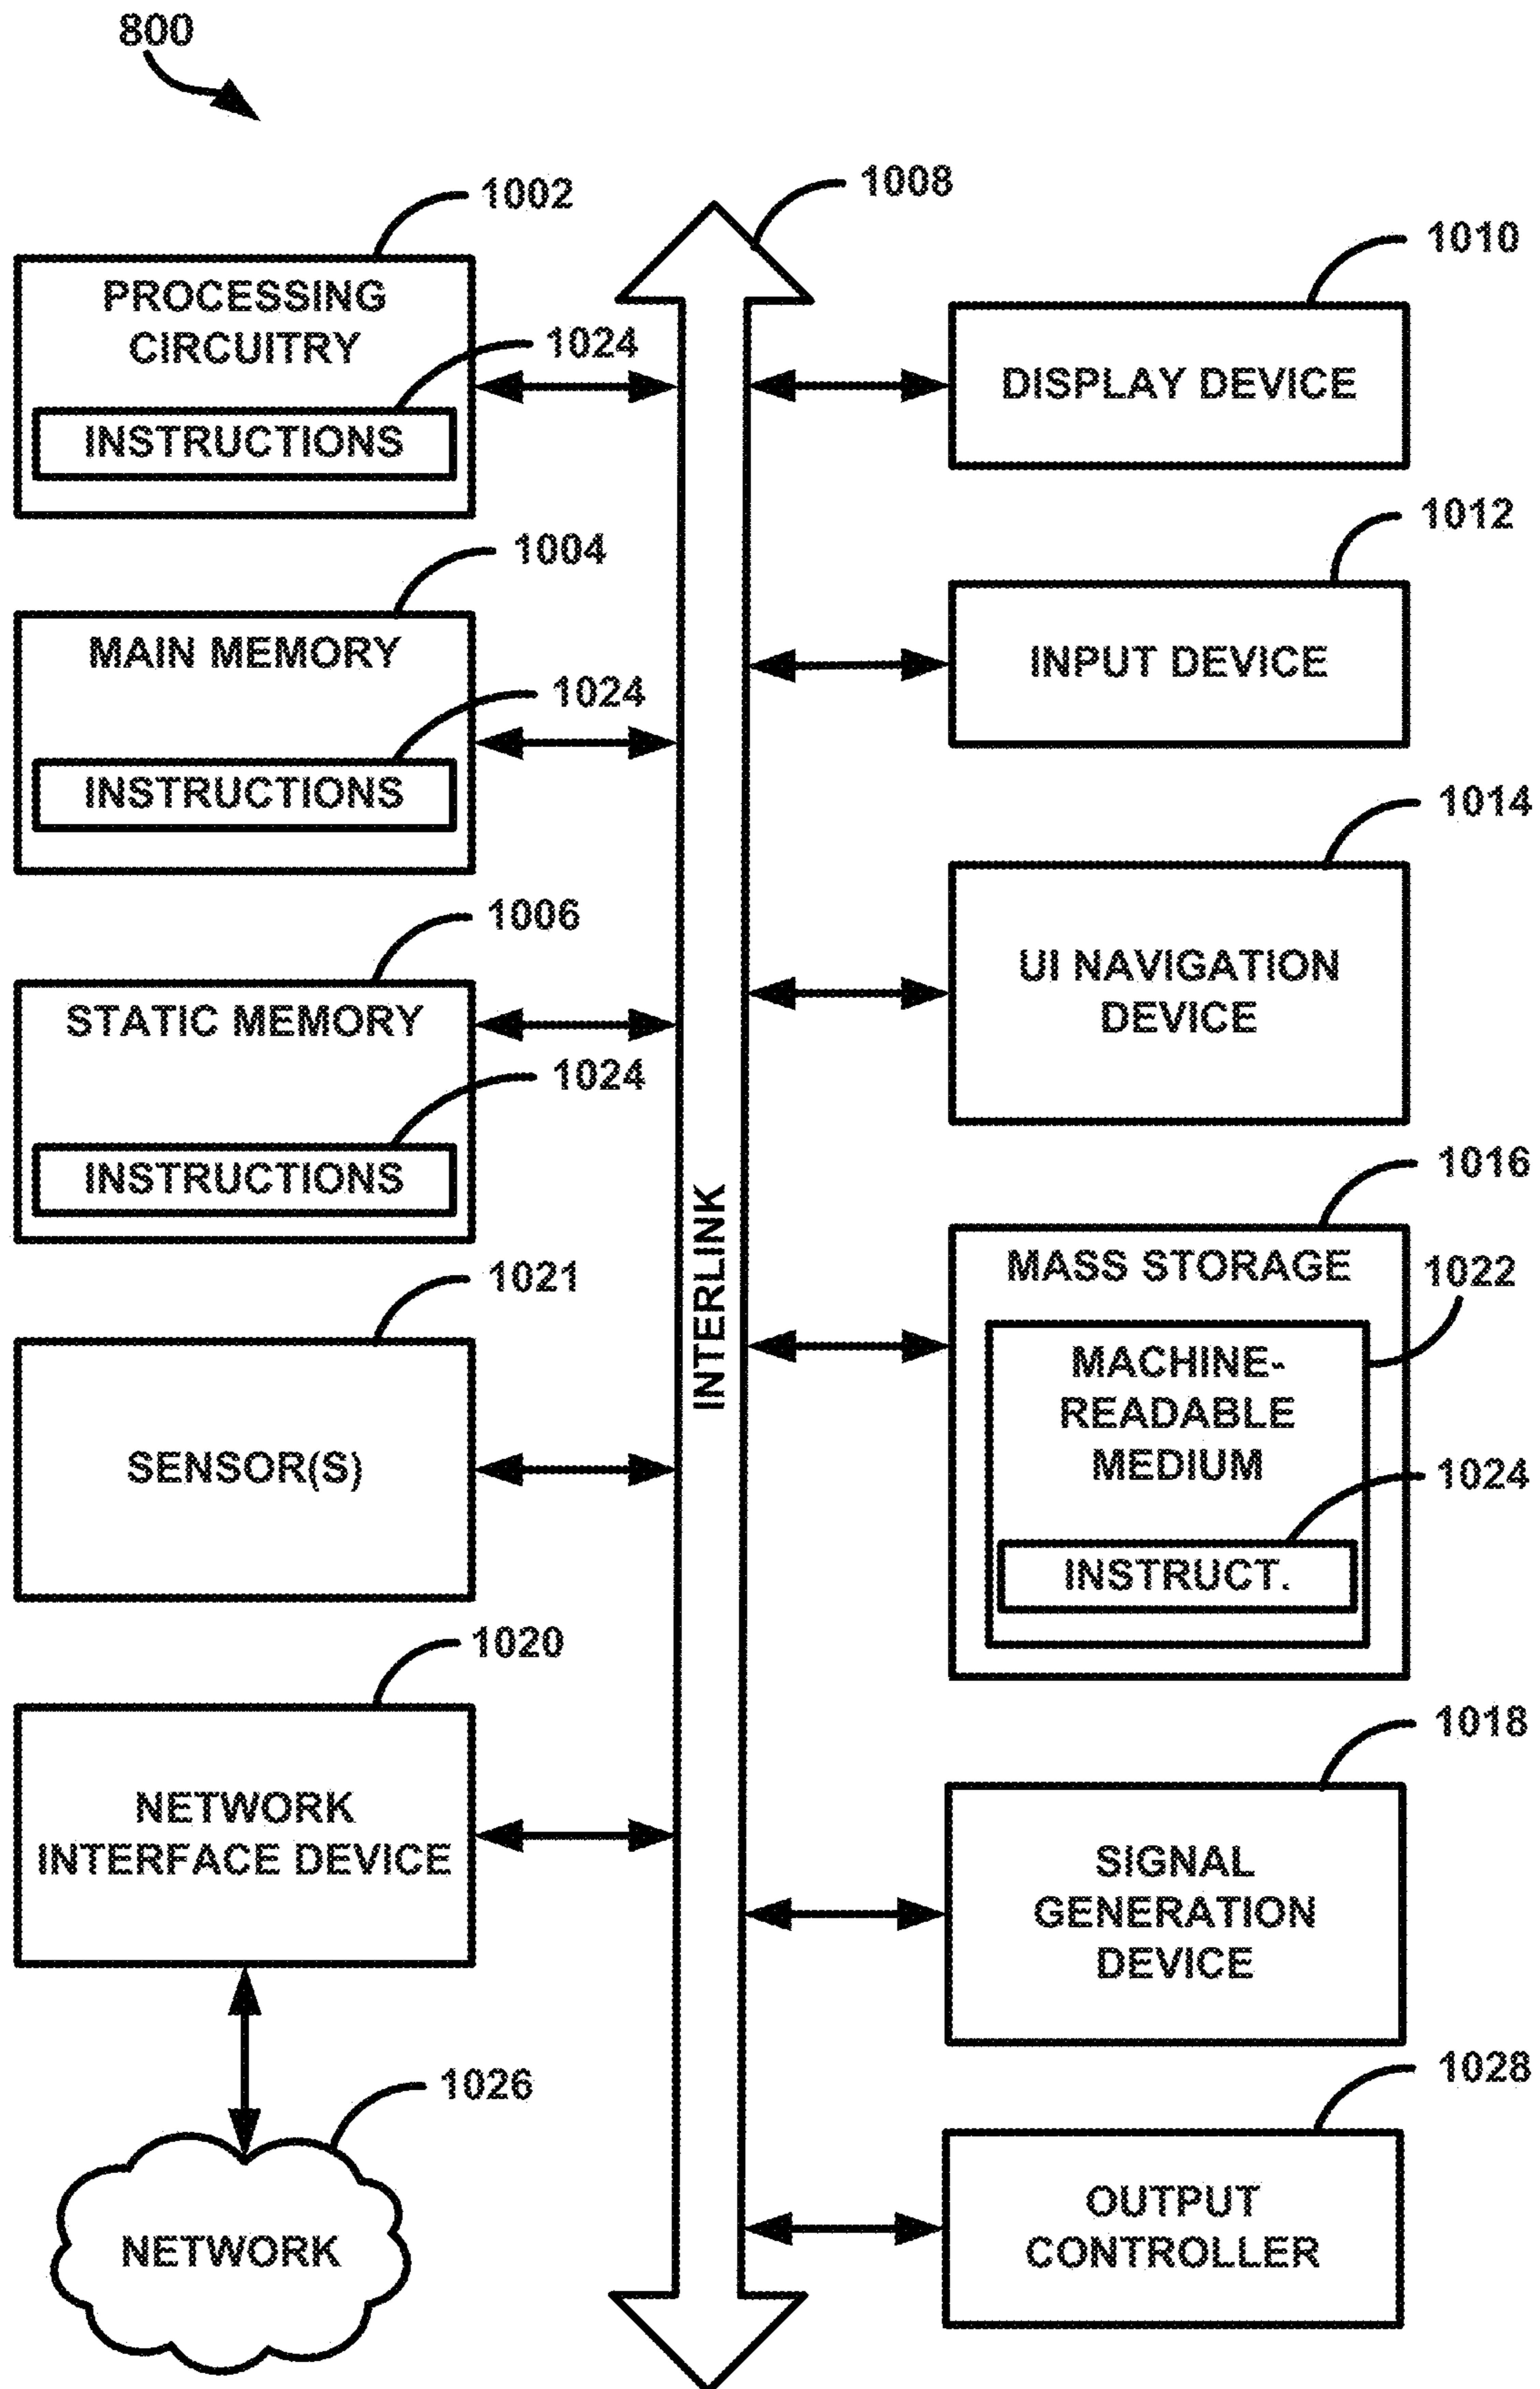 800
1002
PROCESSING
CIRCUITRY
1024
INSTRUCTIONS
1004
MAIN MEMORY
1024
INSTRUCTIONS
1006
STATIC MEMORY
1024
INSTRUCTIONS
1021
SENSOR(S)
1020
NETWORK
INTERFACE DEVICE
1026
NETWORK
1008
INTERLINK
1010
DISPLAY DEVICE
1012
INPUT DEVICE
1014
UI NAVIGATION
DEVICE
1016
MASS STORAGE
1022
MACHINE-
READABLE
MEDIUM
1024
INSTRUCT.
1018
SIGNAL
GENERATION
DEVICE
1028
OUTPUT
CONTROLLER